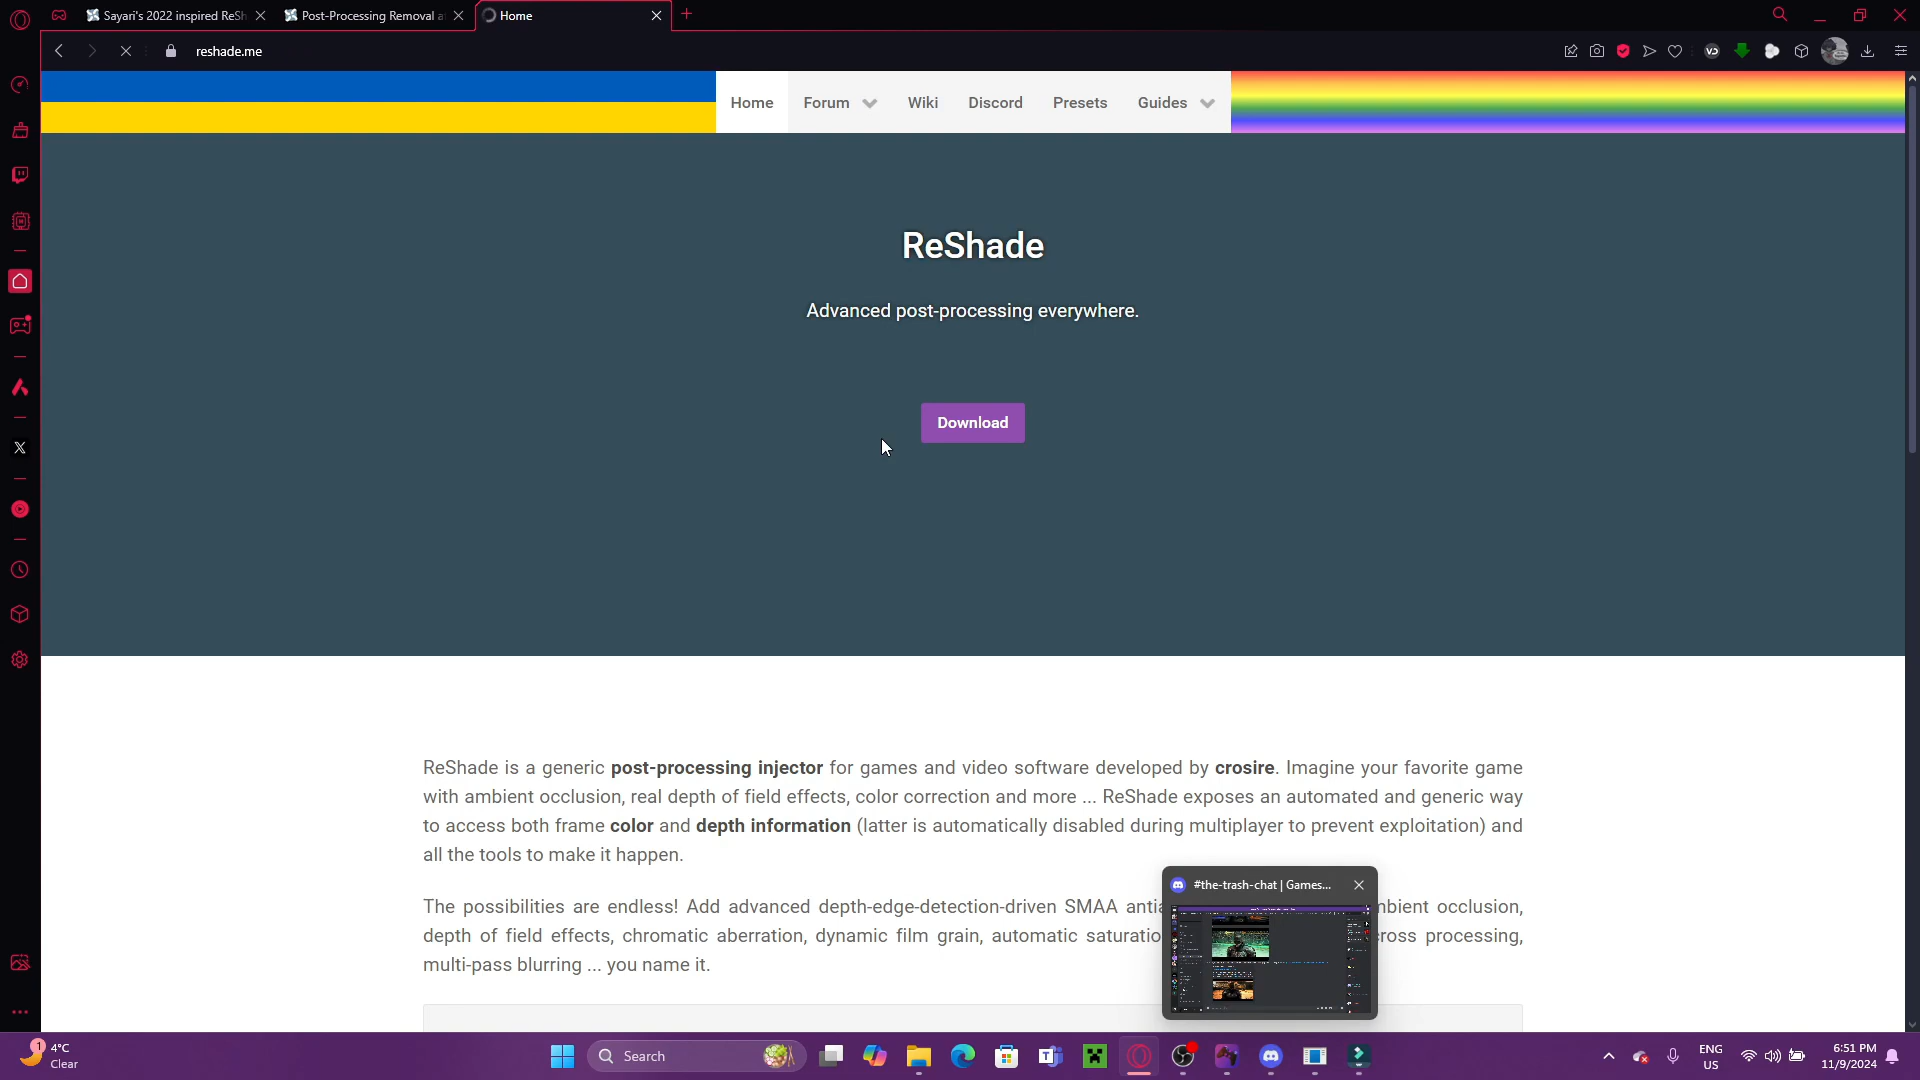 Sayari's 2022 inspired ReSh
Post-Processing Removal a
Home
reshade.me
Home
Forum
Wiki
Discord
Presets
Guides
ReShade
Advanced post-processing everywhere.
Download
ReShade is a generic post-processing injector for games and video software developed by crosire. Imagine your favorite game
with ambient occlusion, real depth of field effects, color correction and more ... ReShade exposes an automated and generic way
to access both frame color and depth information (latter is automatically disabled during multiplayer to prevent exploitation) and
all the tools to make it happen.
#the-trash-chat | Games...
The possibilities are endless! Add advanced depth-edge-detection-driven SMAA antia bient occlusion,
depth of field effects, chromatic aberration, dynamic film grain, automatic saturatio ross processing,
multi-pass blurring ... you name it.
1
4°C
Clear
Search
ENG
US
6:51 PM
11/9/2024